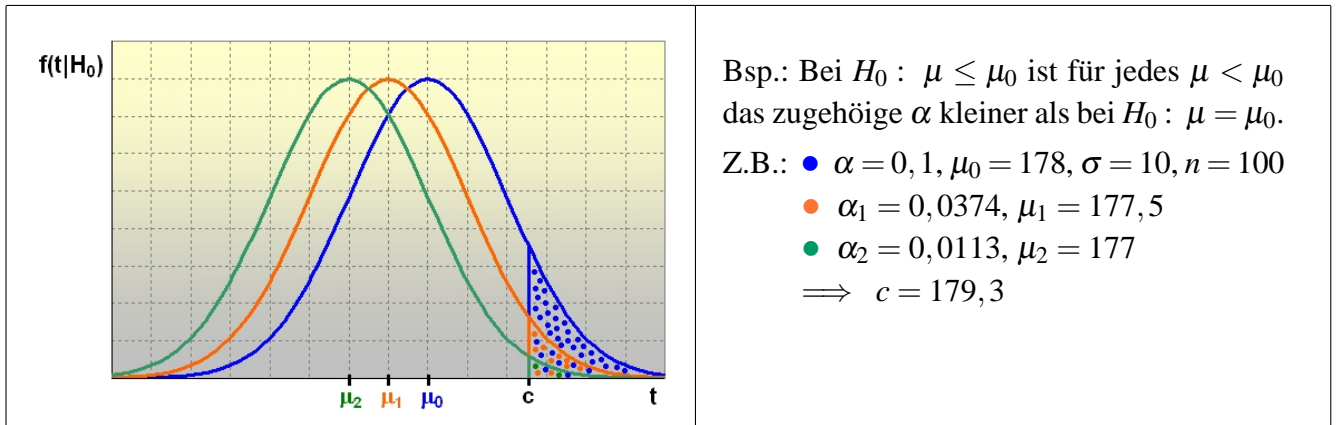 f(t|H₀)
μ₂ μ₁ μ₀ c t
Bsp.: Bei H₀ : μ ≤ μ₀ ist für jedes μ < μ₀
das zugehöige α kleiner als bei H₀ : μ = μ₀.
Z.B.: • α = 0,1, μ₀ = 178, σ = 10, n = 100
• α₁ = 0,0374, μ₁ = 177,5
• α₂ = 0,0113, μ₂ = 177
⟹ c = 179,3